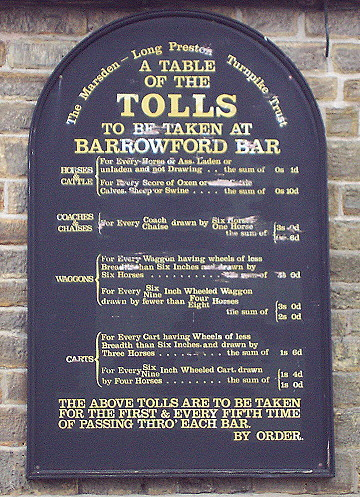 The Marsden — Long Preston Turnpike Trust
A TABLE
OF THE
TOLLS
TO BE TAKEN AT
BARROWFORD BAR
HORSES & CATTLE
For Every Horse or Ass, Laden or
unladen and not Drawing . . the sum of 0s 1d
For Every Score of Oxen or Cattle
Calves, Sheep or Swine . . . the sum of 0s 10d
COACHES & CHAISES
For Every Coach drawn by Six Horses
Chaise One Horse
the sum of 3s 0d
6d
WAGGONS
For Every Waggon having wheels of less
Breadth than Six Inches and drawn by
Six Horses . . . . . . . . . . . the sum of 0d
For Every Six Inch Wheeled Waggon
Nine
drawn by fewer than Four Horses
Eight
the sum of 3s 0d
2s 0d
CARTS
For Every Cart having Wheels of less
Breadth than Six Inches and drawn by
Three Horses . . . . . . . . . the sum of 1s 6d
For Every Six Inch Wheeled Cart, drawn
Nine
by Four Horses . . . . . . . . the sum of 1s 4d
1s 0d
THE ABOVE TOLLS ARE TO BE TAKEN
FOR THE FIRST & EVERY FIFTH TIME
OF PASSING THRO' EACH BAR.
BY ORDER.